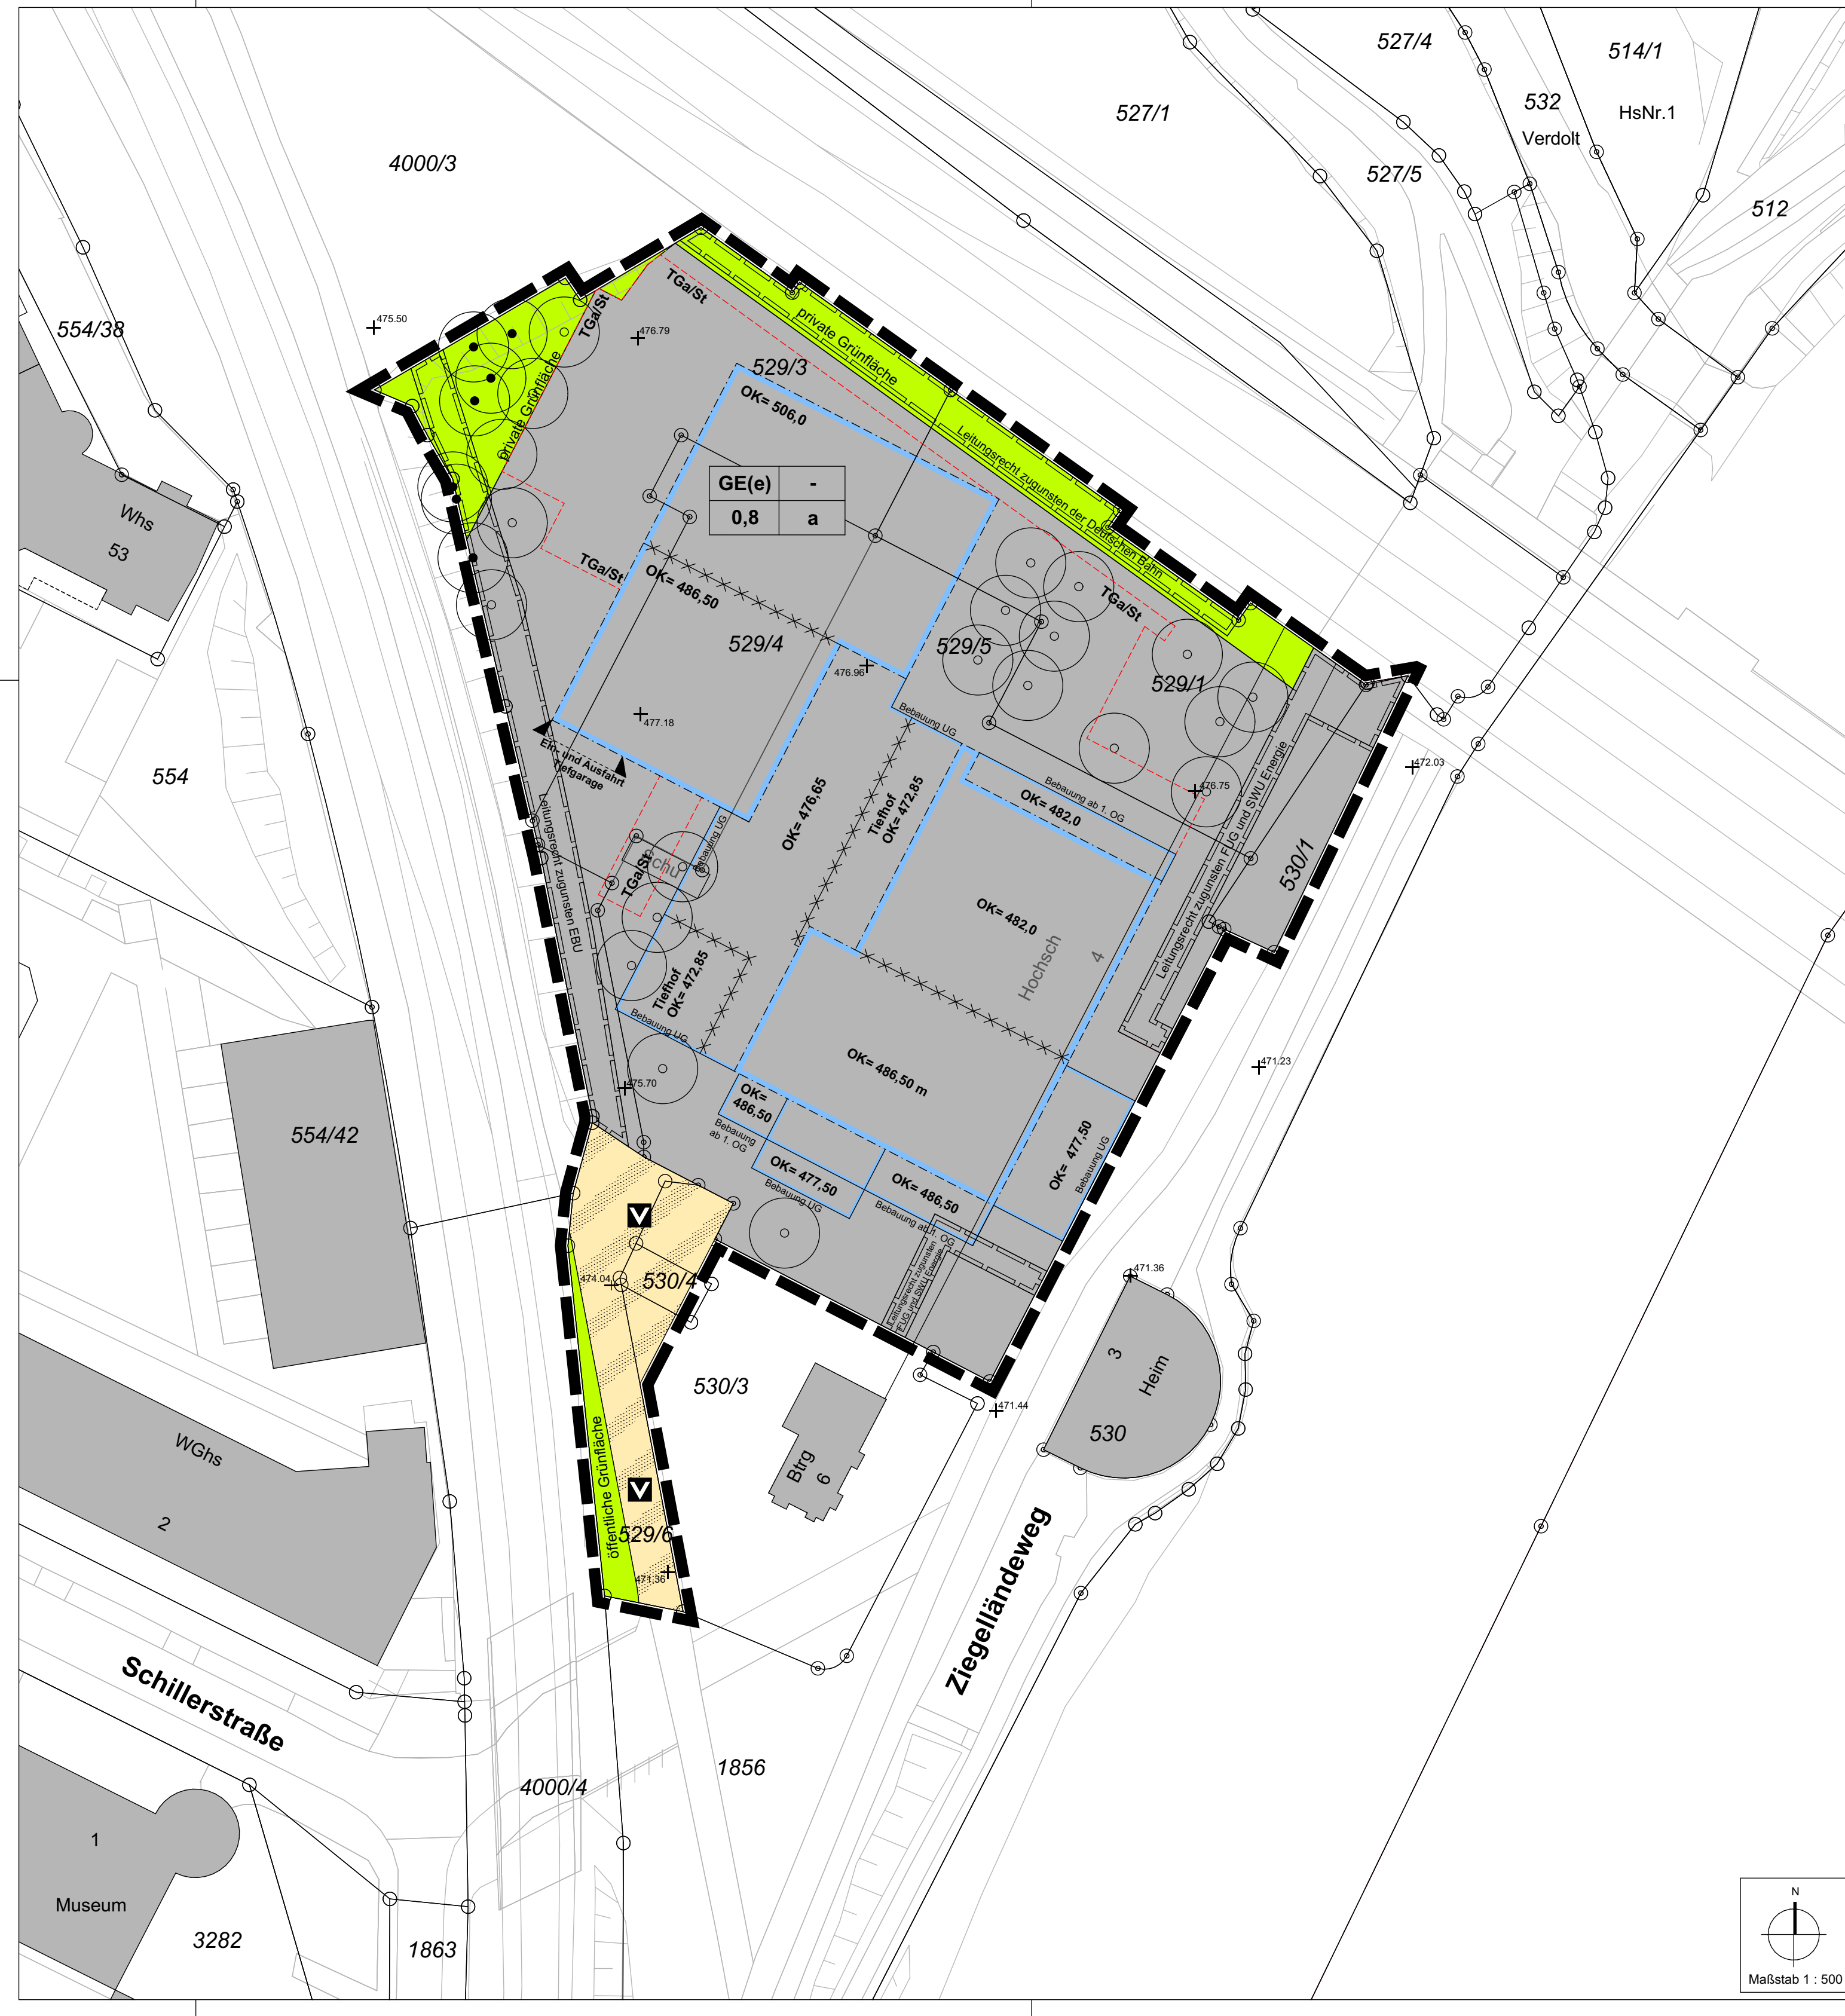 527/4
514/1
532
HsNr.1
527/1
Verdolt
4000/3
527/5
512
475.50
554/38
TGa/St
TGa/St
476.79
private Grünfläche
529/3
OK= 506,0
private Grünfläche
Leitungsrecht zugunsten der Deutschen Bahn
GE(e)
-
0,8
a
Whs
53
TGa/St
OK= 486,50
TGa/St
529/4
529/5
476.96
529/1
Bebauung UG
477.18
Ein- und Ausfahrt
Tiefgarage
554
472.03
Bebauung ab 1. OG
476.75
OK= 482,0
Tiefhof
OK= 472,85
OK= 476,65
Bebauung UG
TGa/St
Leitungsrecht zugunsten EBU
Leitungsrecht zugunsten FUG und SWU Energie
530/1
OK= 482,0
Hochsch
4
Tiefhof
OK= 472,85
Bebauung UG
OK= 486,50 m
471.23
475.70
OK=
486,50
Bebauung
ab 1. OG
554/42
OK= 477,50
Bebauung UG
OK= 477,50
Bebauung UG
OK= 486,50
Bebauung ab 1. OG
Leitungsrecht zugunsten
FUG und SWU Energie
V
474.04
530/4
471.36
3
Heim
530
530/3
471.44
Btrg
6
WGhs
2
öffentliche Grünfläche
V
529/6
471.36
Ziegelländeweg
Schillerstraße
1856
4000/4
1
Museum
3282
1863
N
Maßstab 1 : 500